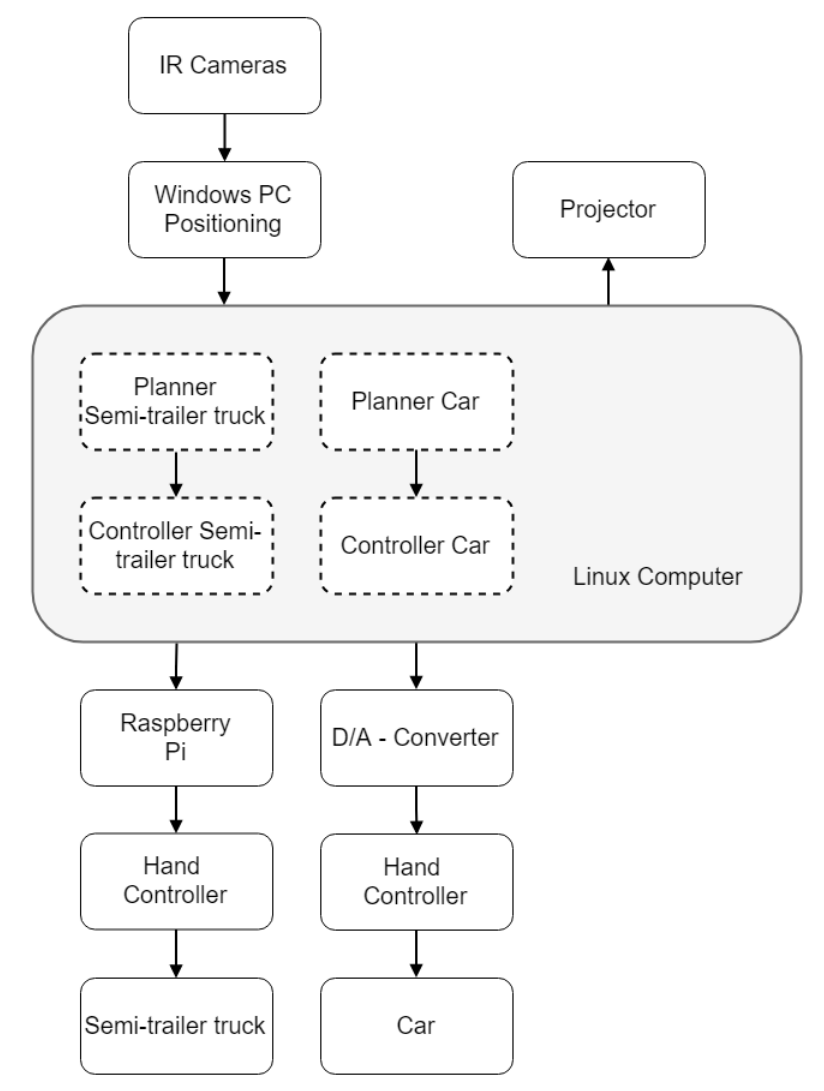 IR Cameras
Windows PC
Positioning
Projector
Planner
Semi-trailer truck
Planner Car
Controller Semi-
trailer truck
Controller Car
Linux Computer
Raspberry
Pi
D/A - Converter
Hand
Controller
Hand
Controller
Semi-trailer truck
Car